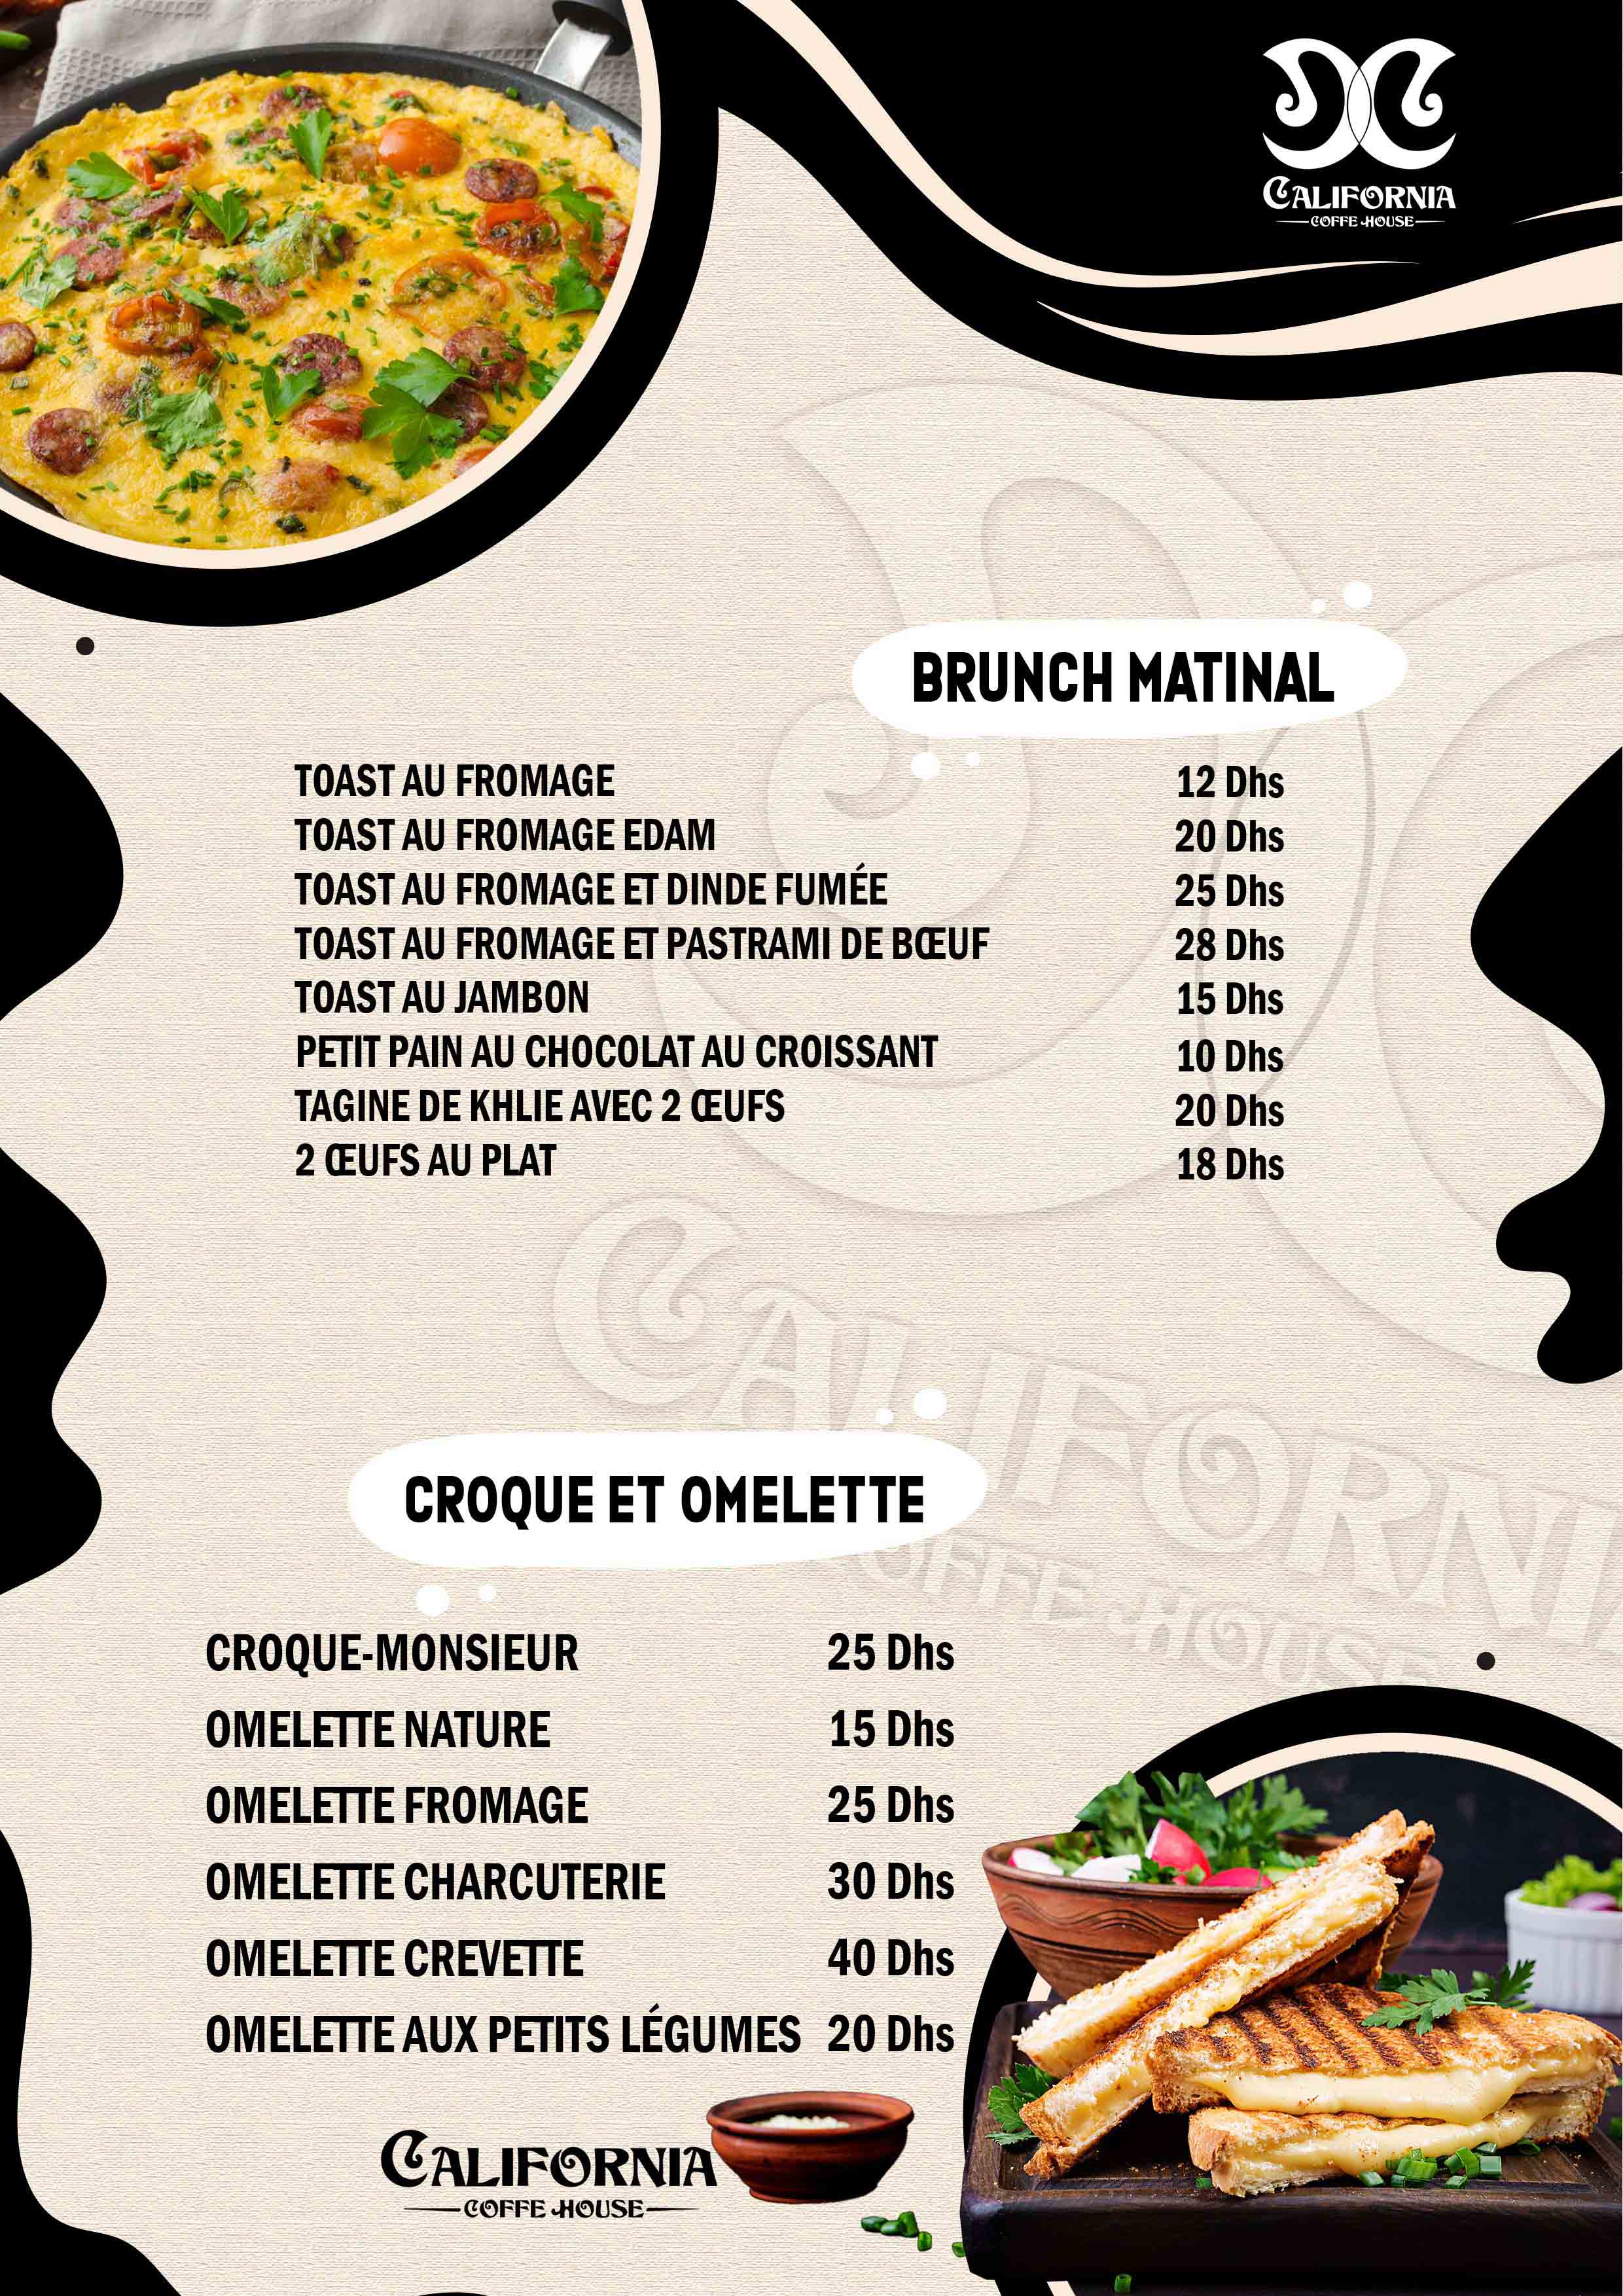 CALIFORNIA
COFFE HOUSE
BRUNCH MATINAL
TOAST AU FROMAGE 12 Dhs
TOAST AU FROMAGE EDAM 20 Dhs
TOAST AU FROMAGE ET DINDE FUMÉE 25 Dhs
TOAST AU FROMAGE ET PASTRAMI DE BŒUF 28 Dhs
TOAST AU JAMBON 15 Dhs
PETIT PAIN AU CHOCOLAT AU CROISSANT 10 Dhs
TAGINE DE KHLIE AVEC 2 ŒUFS 20 Dhs
2 ŒUFS AU PLAT 18 Dhs
CALIFORNI
OFFE HOUSE
CROQUE ET OMELETTE
CROQUE-MONSIEUR 25 Dhs
OMELETTE NATURE 15 Dhs
OMELETTE FROMAGE 25 Dhs
OMELETTE CHARCUTERIE 30 Dhs
OMELETTE CREVETTE 40 Dhs
OMELETTE AUX PETITS LÉGUMES 20 Dhs
CALIFORNIA
COFFE HOUSE